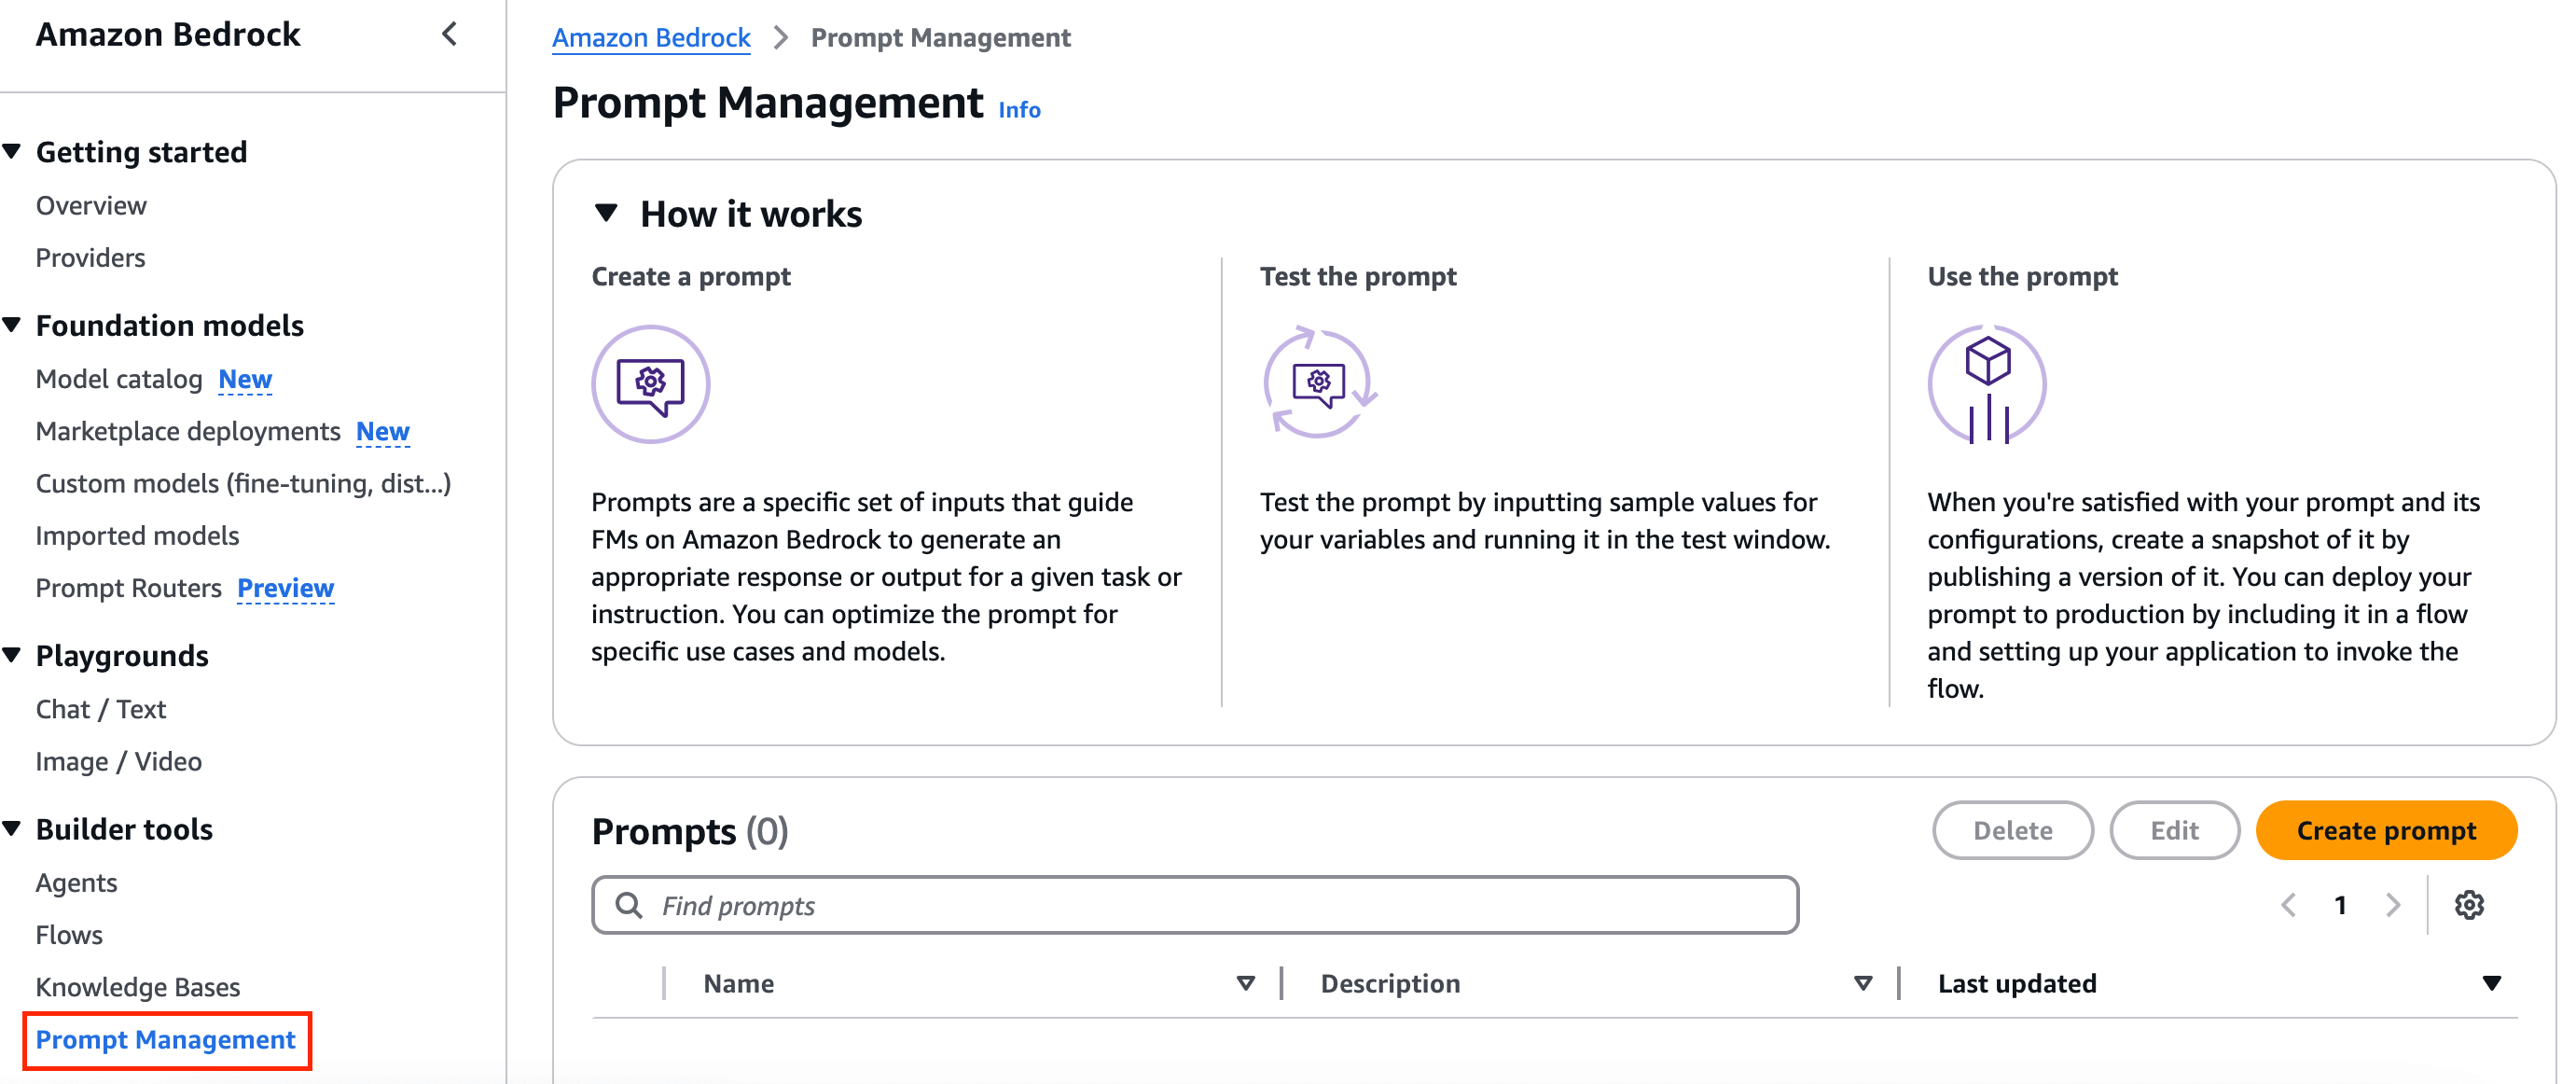 Amazon Bedrock
Getting started
Overview
Providers
Foundation models
Model catalog New
Marketplace deployments New
Custom models (fine-tuning, dist...)
Imported models
Prompt Routers Preview
Playgrounds
Chat / Text
Image / Video
Builder tools
Agents
Flows
Knowledge Bases
Prompt Management
Amazon Bedrock > Prompt Management
Prompt Management Info
How it works
Create a prompt
Prompts are a specific set of inputs that guide
FMs on Amazon Bedrock to generate an
appropriate response or output for a given task or
instruction. You can optimize the prompt for
specific use cases and models.
Test the prompt
Test the prompt by inputting sample values for
your variables and running it in the test window.
Use the prompt
When you're satisfied with your prompt and its
configurations, create a snapshot of it by
publishing a version of it. You can deploy your
prompt to production by including it in a flow
and setting up your application to invoke the
flow.
Prompts (0)
Delete Edit Create prompt
Find prompts
1
Name Description Last updated